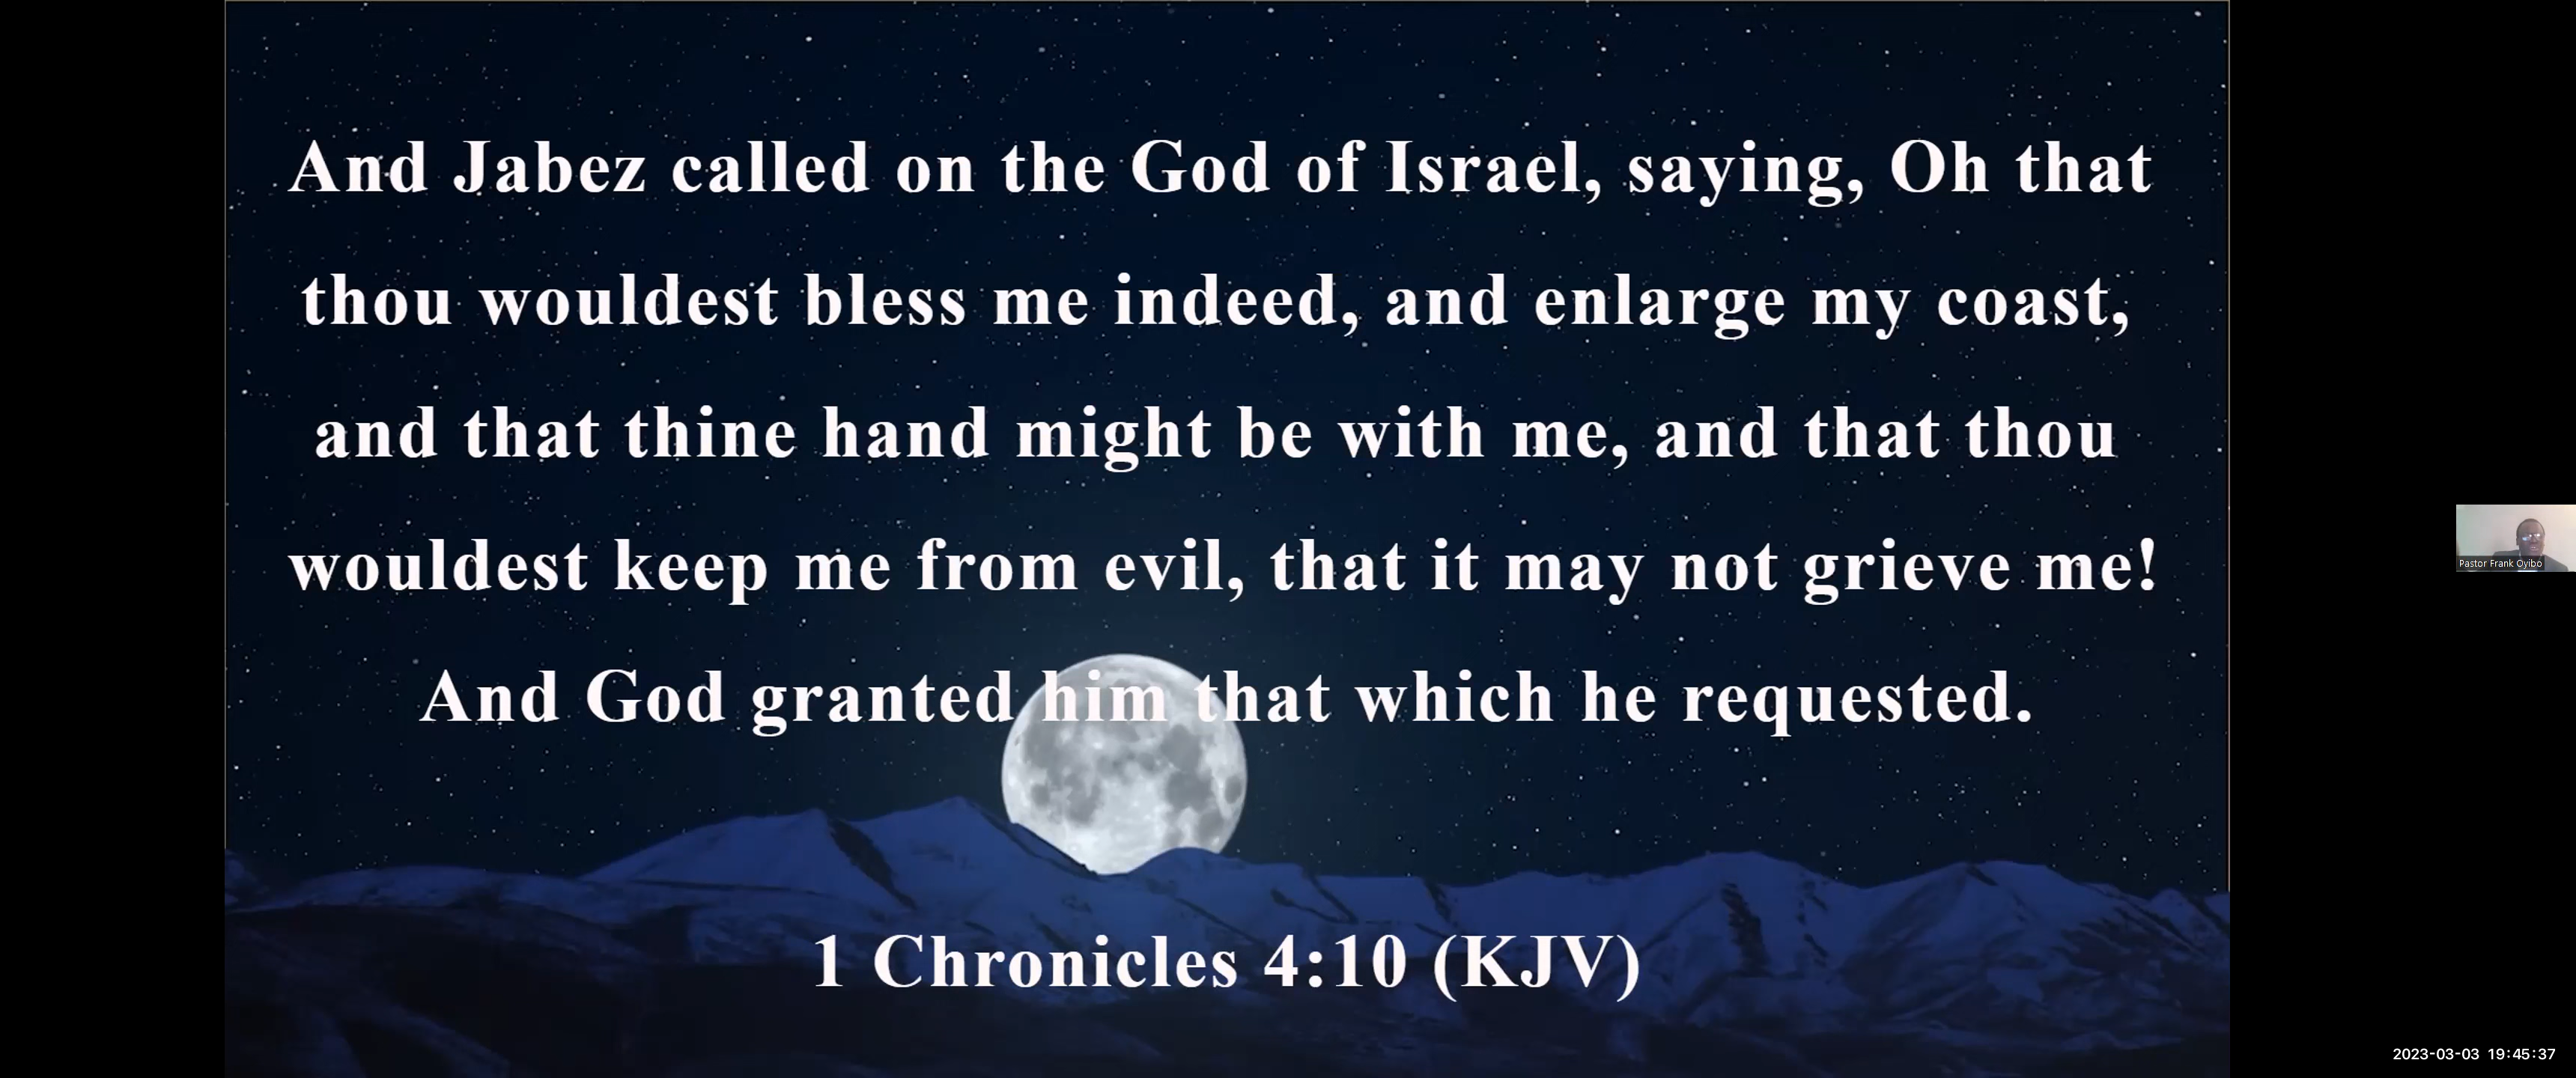 And Jabez called on the God of Israel, saying, Oh that
thou wouldest bless me indeed, and enlarge my coast,
and that thine hand might be with me, and that thou
wouldest keep me from evil, that it may not grieve me!
And God granted him that which he requested.
1 Chronicles 4:10 (KJV)
Pastor Frank Oyibo
2023-03-03 19:45:37